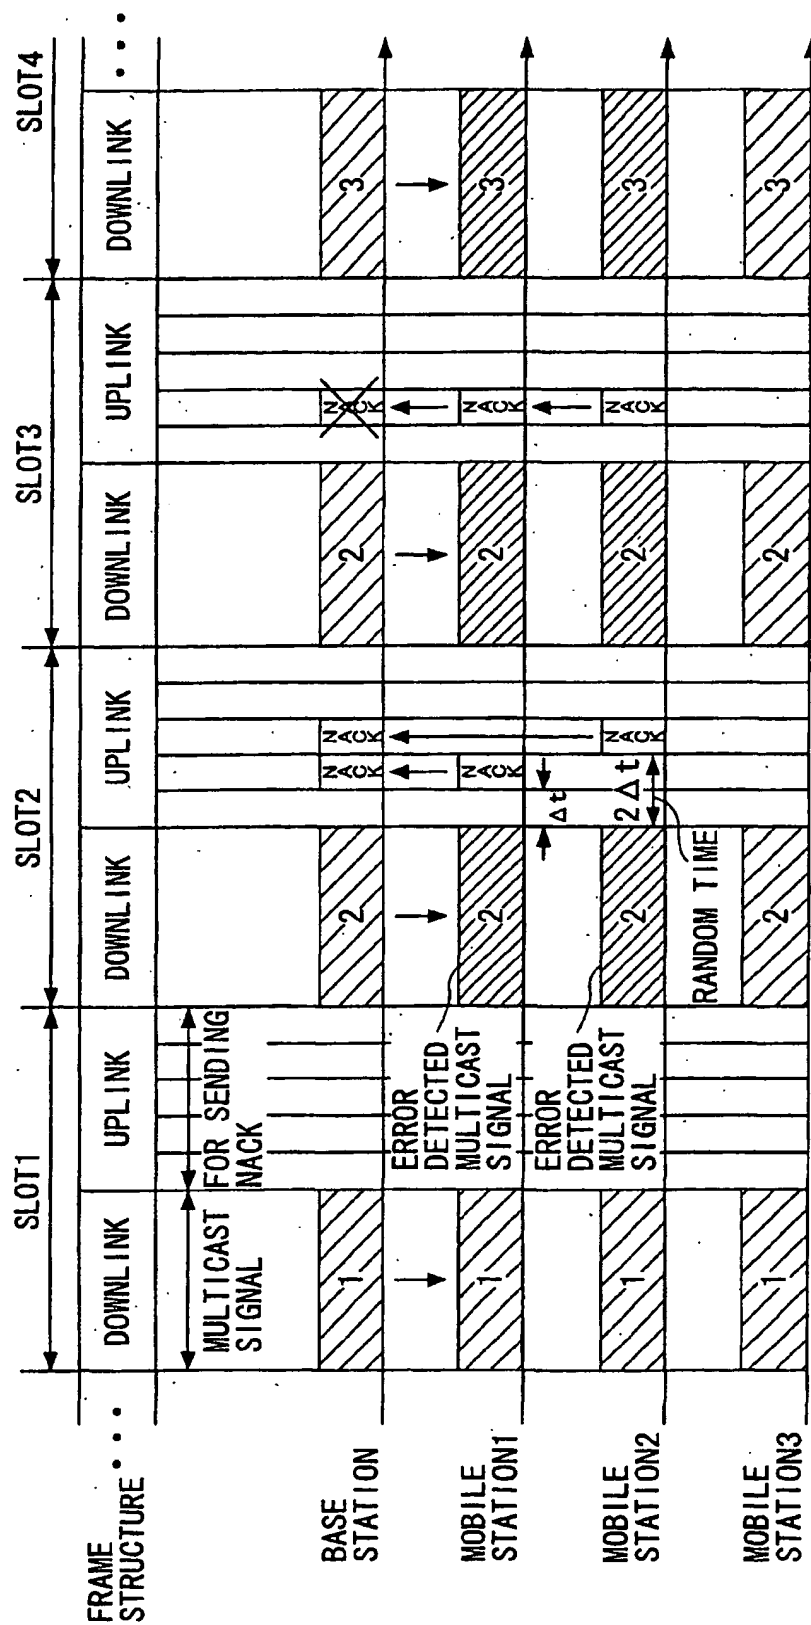 SLOT1
SLOT2
SLOT3
SLOT4
FRAME
STRUCTURE
DOWNLINK
UPLINK
DOWNLINK
UPLINK
DOWNLINK
UPLINK
DOWNLINK
MULTICAST
SIGNAL
FOR SENDING
NACK
BASE
STATION
1
2
NACK
NACK
2
NACK
3
ERROR
DETECTED
MULTICAST
SIGNAL
MOBILE
STATION1
1
2
NACK
2
NACK
3
Δt
ERROR
DETECTED
MULTICAST
SIGNAL
2Δt
MOBILE
STATION2
1
2
NACK
2
NACK
3
RANDOM TIME
MOBILE
STATION3
1
2
2
3